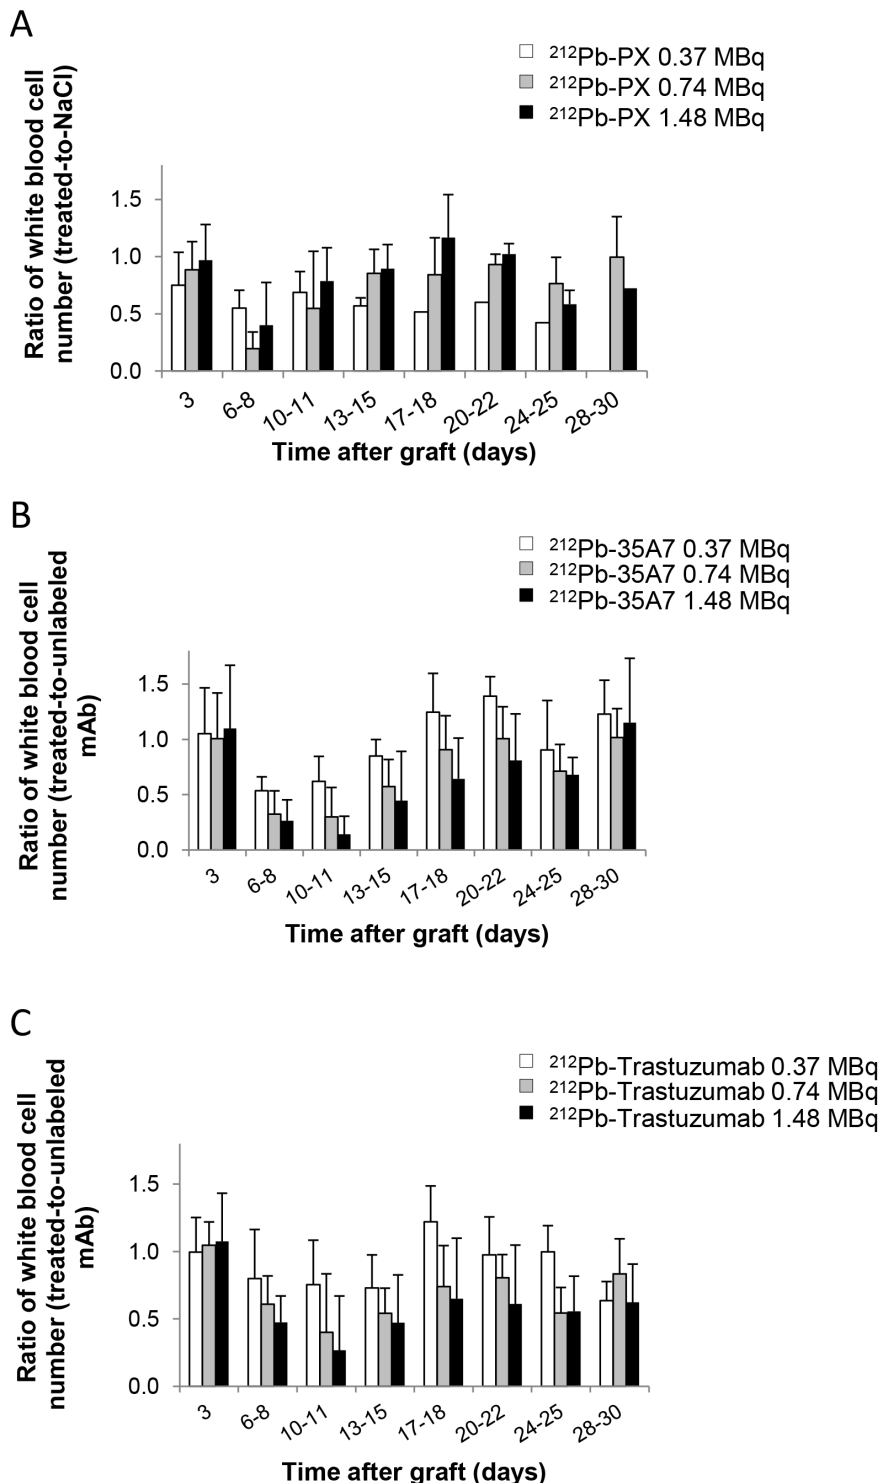 A
²¹²Pb-PX 0.37 MBq
²¹²Pb-PX 0.74 MBq
²¹²Pb-PX 1.48 MBq
Ratio of white blood cell
number (treated-to-NaCl)
1.5
1.0
0.5
0.0
3
6-8
10-11
13-15
17-18
20-22
24-25
28-30
Time after graft (days)
B
²¹²Pb-35A7 0.37 MBq
²¹²Pb-35A7 0.74 MBq
²¹²Pb-35A7 1.48 MBq
Ratio of white blood cell
number (treated-to-unlabeled
mAb)
1.5
1.0
0.5
0.0
3
6-8
10-11
13-15
17-18
20-22
24-25
28-30
Time after graft (days)
C
²¹²Pb-Trastuzumab 0.37 MBq
²¹²Pb-Trastuzumab 0.74 MBq
²¹²Pb-Trastuzumab 1.48 MBq
Ratio of white blood cell
number (treated-to-unlabeled
mAb)
1.5
1.0
0.5
0.0
3
6-8
10-11
13-15
17-18
20-22
24-25
28-30
Time after graft (days)